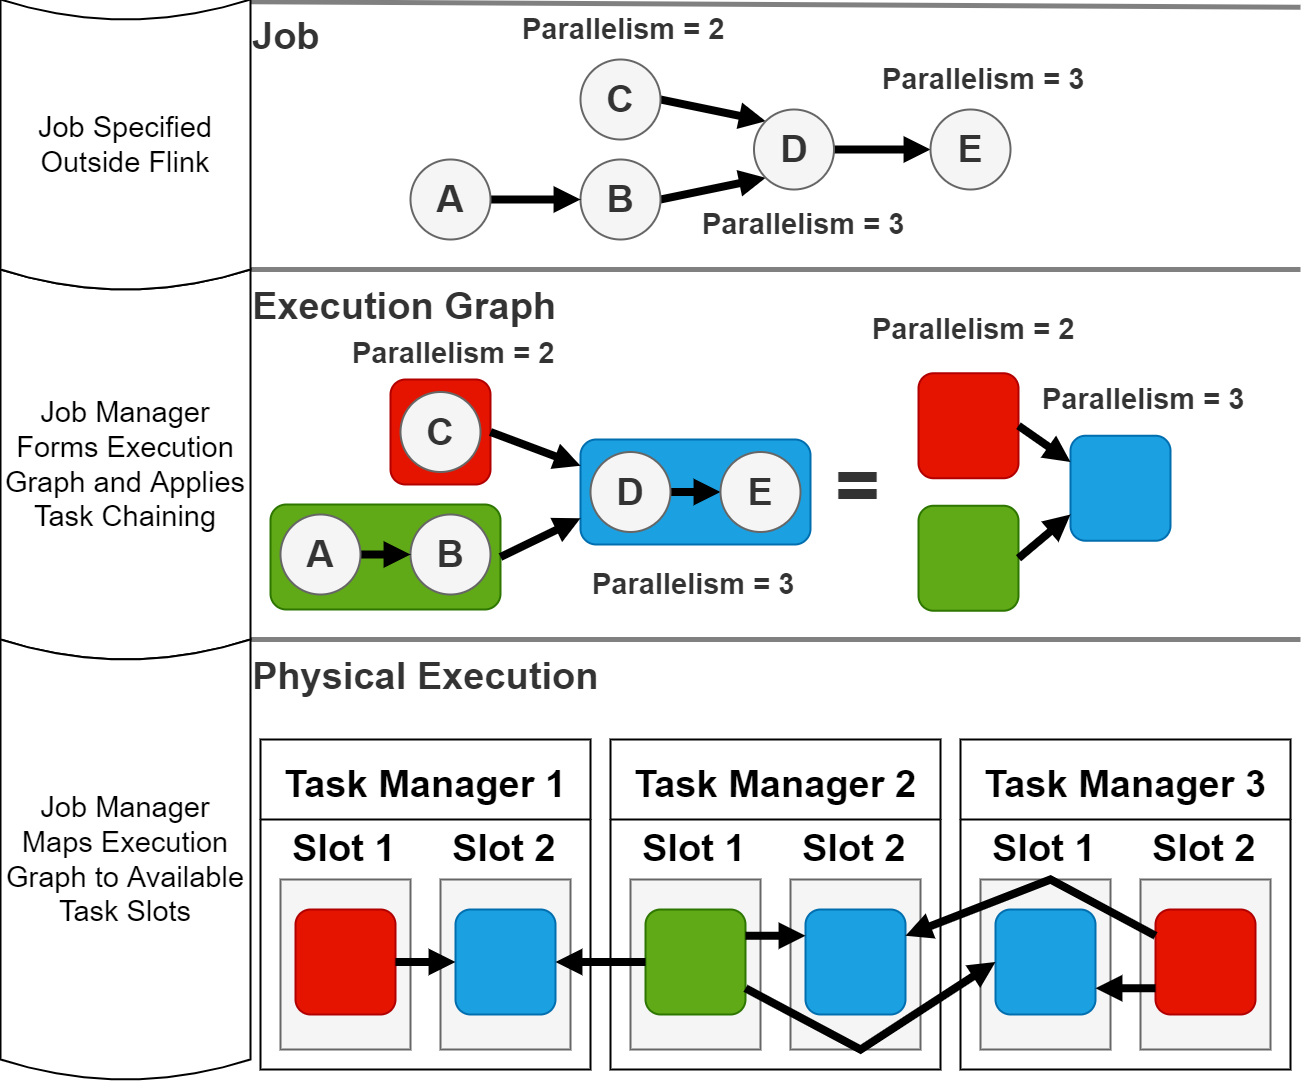 Job Specified
Outside Flink
Job
Parallelism = 2
Parallelism = 3
C
D
E
A
B
Parallelism = 3
Job Manager
Forms Execution
Graph and Applies
Task Chaining
Execution Graph
Parallelism = 2
C
D
E
A
B
Parallelism = 3
=
Parallelism = 2
Parallelism = 3
Job Manager
Maps Execution
Graph to Available
Task Slots
Physical Execution
Task Manager 1
Slot 1
Slot 2
Task Manager 2
Slot 1
Slot 2
Task Manager 3
Slot 1
Slot 2